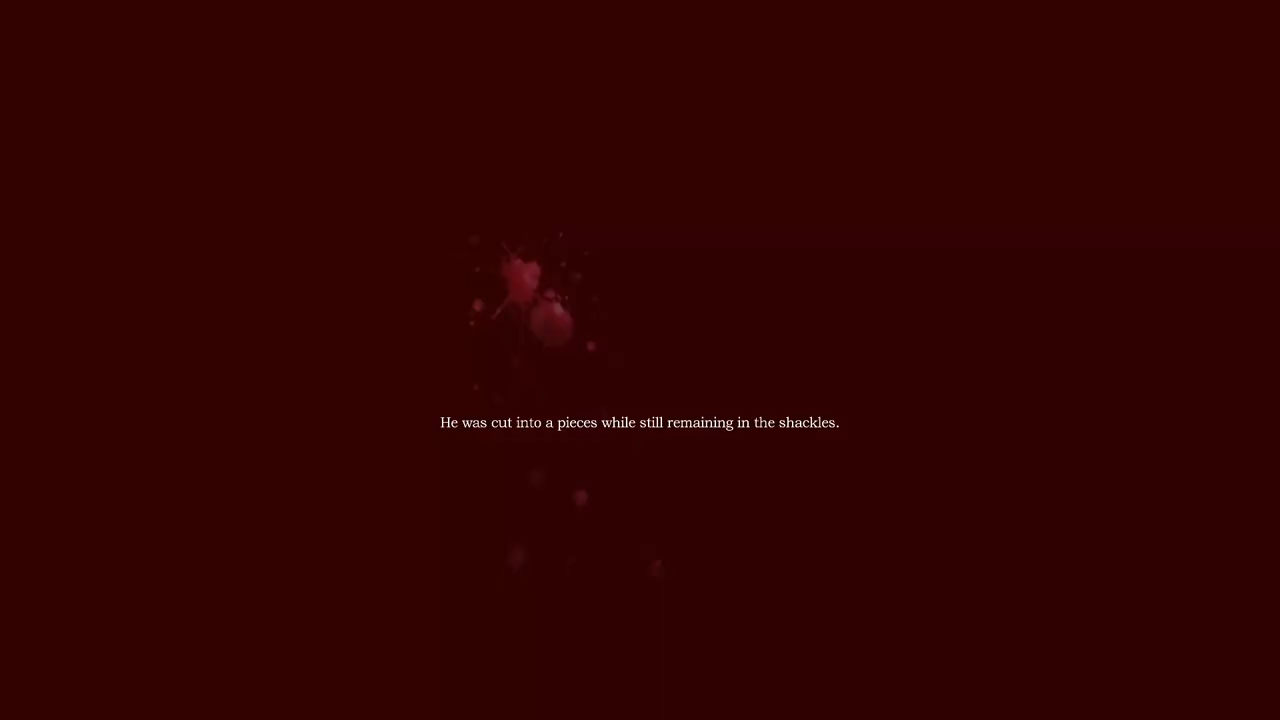 He was cut into a pieces while still remaining in the shackles.